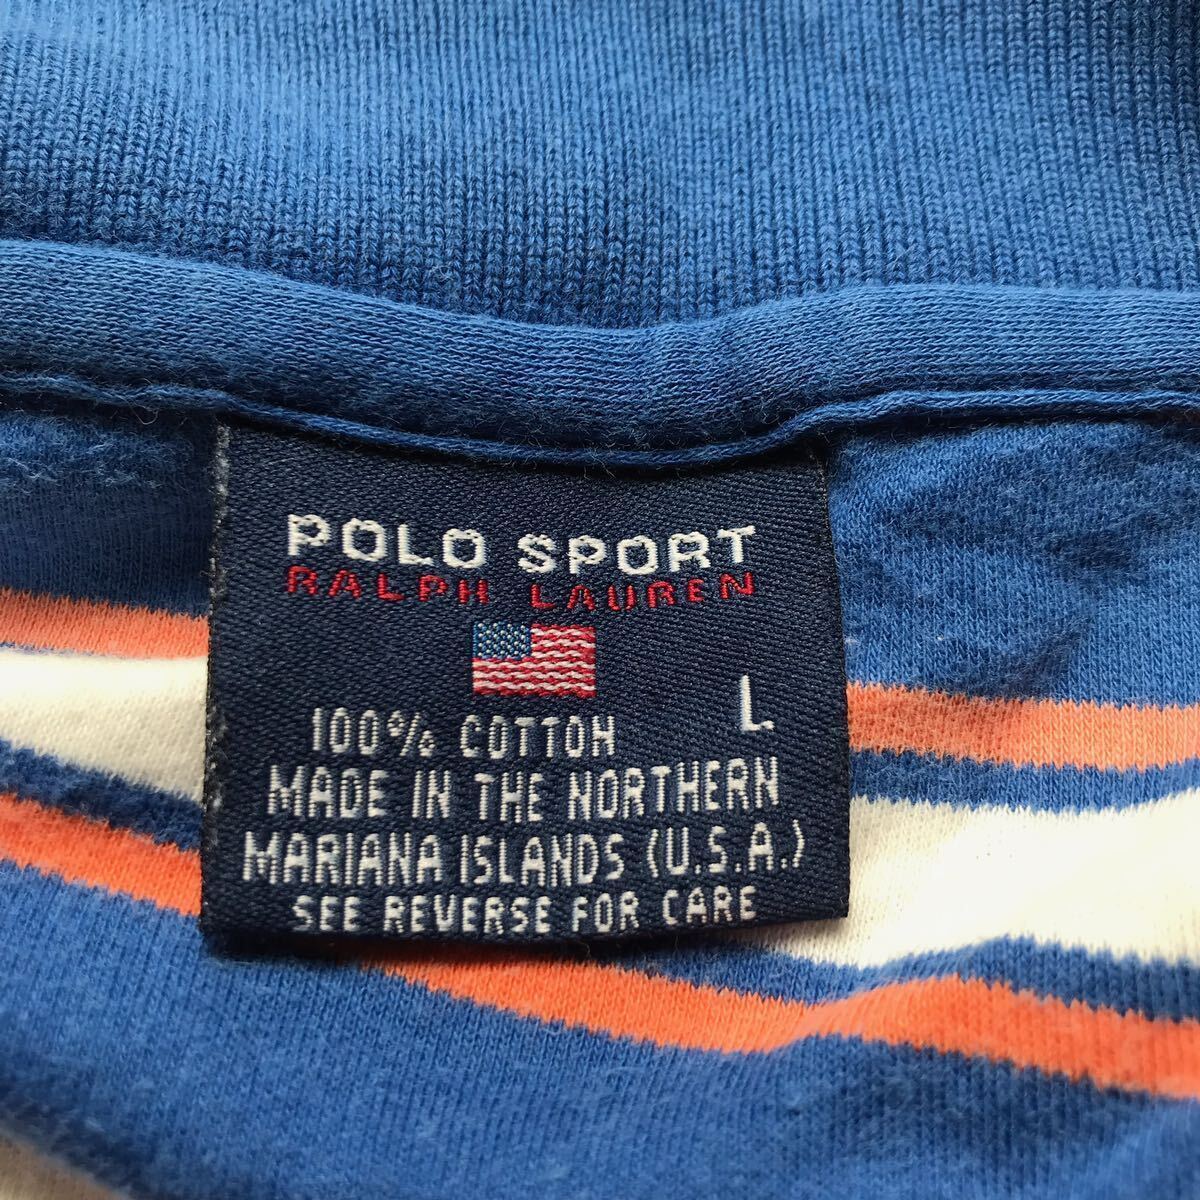 POLO SPORT
RALPH LAUREN
L
100% COTTON
MADE IN THE NORTHERN
MARIANA ISLANDS (U.S.A.)
SEE REVERSE FOR CARE